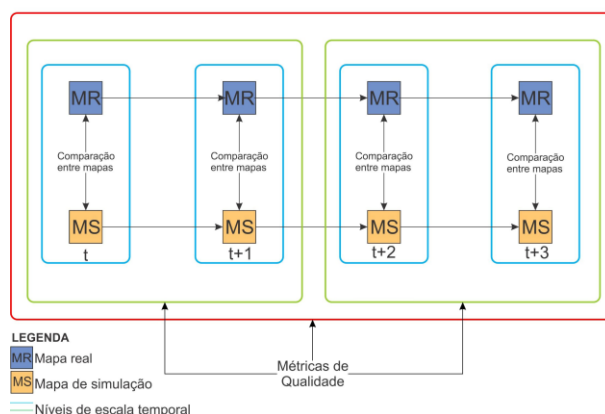 MR
MR
MR
MR
Comparação
entre mapas
Comparação
entre mapas
Comparação
entre mapas
Comparação
entre mapas
MS
MS
MS
MS
t
t+1
t+2
t+3
LEGENDA
MR Mapa real
MS Mapa de simulação
Níveis de escala temporal
Métricas de
Qualidade